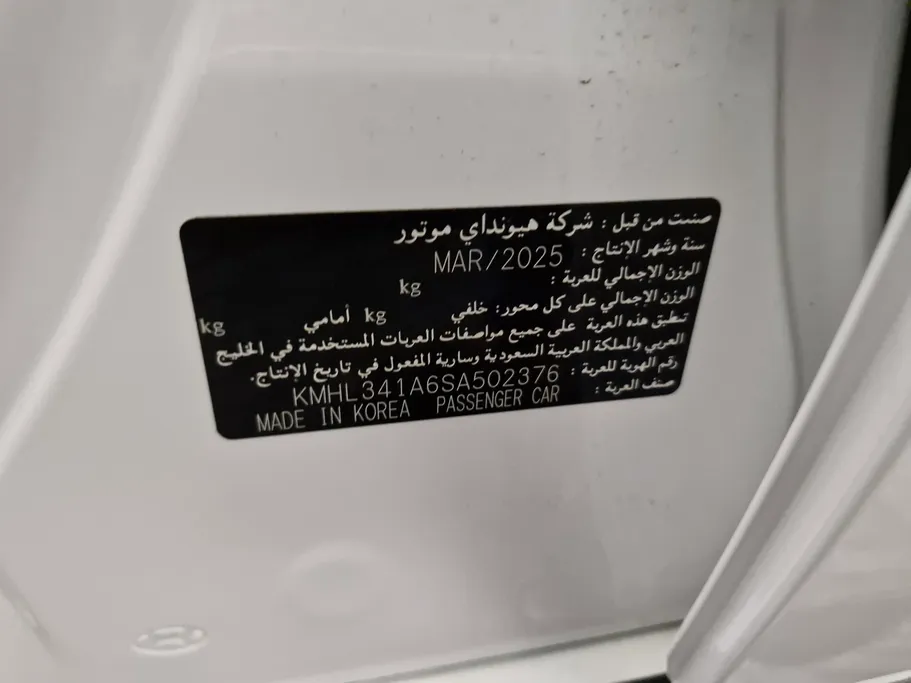 صنعت من قبل : شركة هيونداي موتور
سنة وشهر الإنتاج : MAR/2025
الوزن الإجمالي للعربة : kg
الوزن الإجمالي على كل محور: خلفي kg أمامي kg
تنطبق هذه العربة على جميع مواصفات العربات المستخدمة في الخليج
العربي والمملكة العربية السعودية وسارية المفعول في تاريخ الإنتاج.
رقم الهوية للعربة : KMHL341A6SA502376
صنف العربة : PASSENGER CAR MADE IN KOREA